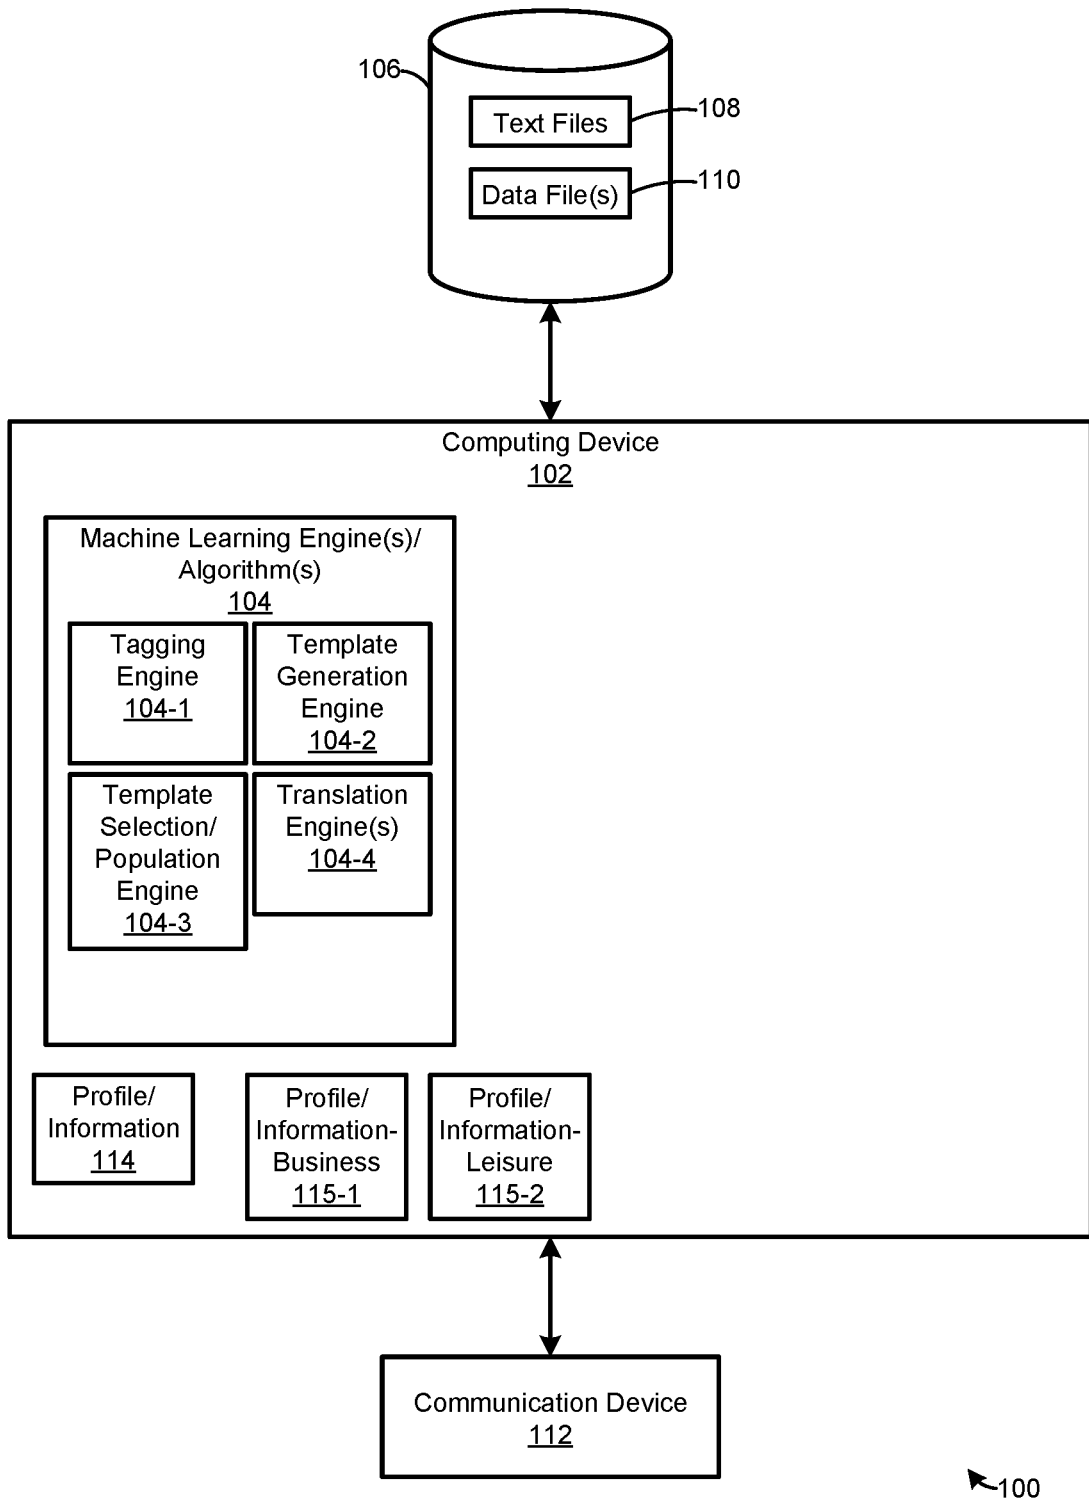 106
Text Files
108
Data File(s)
110
Computing Device
102
Machine Learning Engine(s)/
Algorithm(s)
104
Tagging
Engine
104-1
Template
Generation
Engine
104-2
Template
Selection/
Population
Engine
104-3
Translation
Engine(s)
104-4
Profile/
Information
114
Profile/
Information-
Business
115-1
Profile/
Information-
Leisure
115-2
Communication Device
112
100